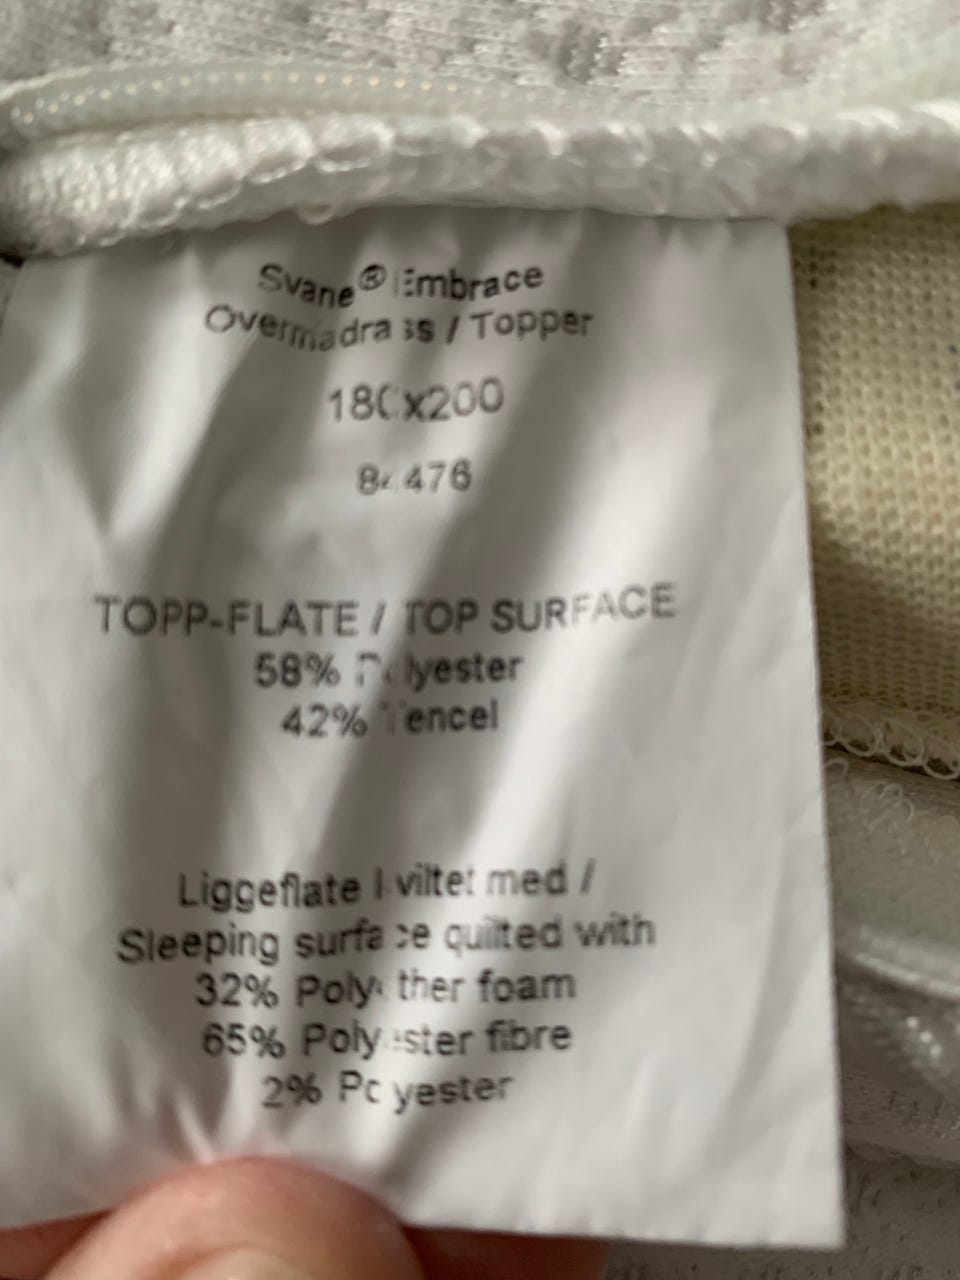 Svane® Embrace
Overmadrass / Topper
180x200
TOPP-FLATE / TOP SURFACE
58% Polyester
42% Tencel
Liggeflate kviltet med /
Sleeping surface quilted with
32% Polyether foam
65% Polyester fibre
2% Polyester